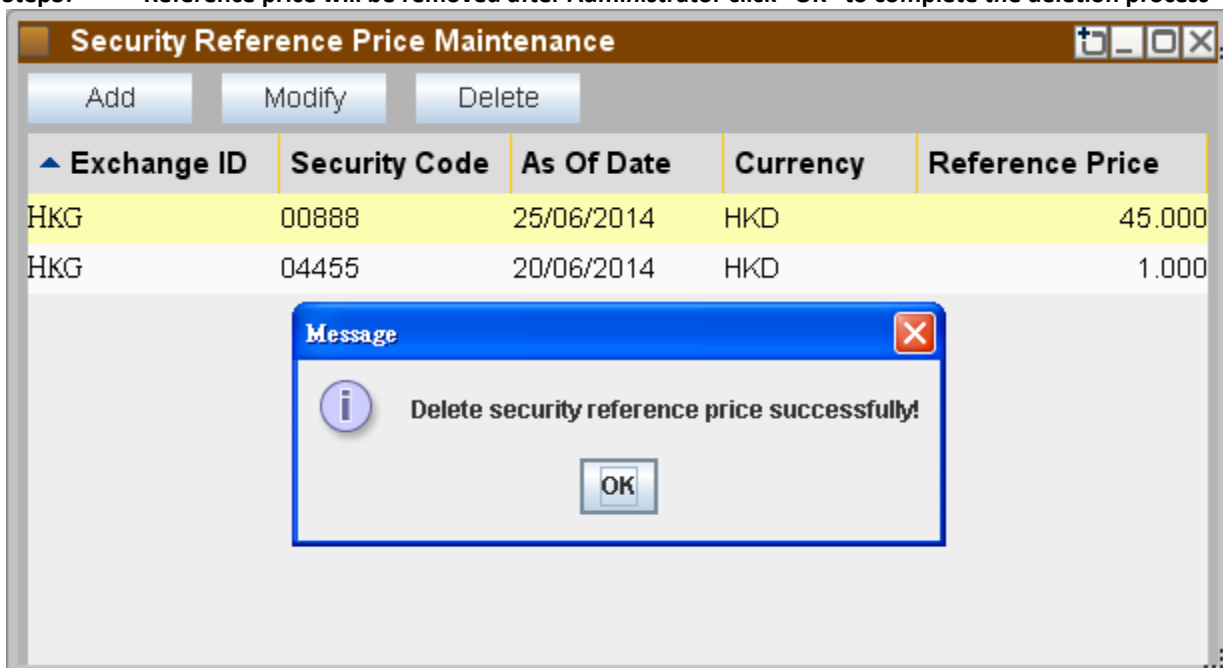 Steps: Reference price will be removed after Administrator click "OK" to complete the deletion process
Security Reference Price Maintenance
Add Modify Delete
Exchange ID Security Code As Of Date Currency Reference Price
HKG 00888 25/06/2014 HKD 45.000
HKG 04455 20/06/2014 HKD 1.000
Message
Delete security reference price successfully!
OK